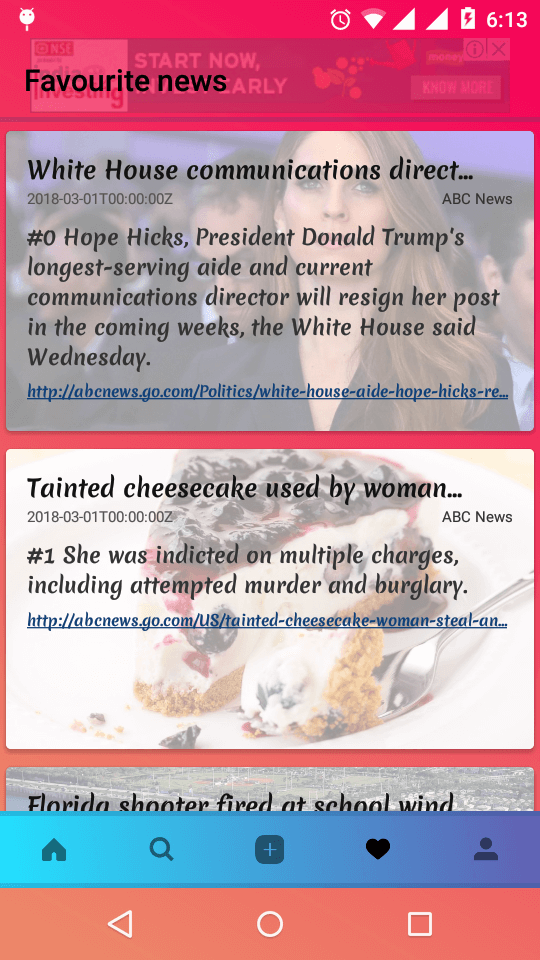 6:13
NSE
START NOW,
investing
EARLY
money
KNOW MORE
Favourite news
White House communications direct...
2018-03-01T00:00:00Z
ABC News
#0 Hope Hicks, President Donald Trump's
longest-serving aide and current
communications director will resign her post
in the coming weeks, the White House said
Wednesday.
http://abcnews.go.com/Politics/white-house-aide-hope-hicks-re...
Tainted cheesecake used by woman...
2018-03-01T00:00:00Z
ABC News
#1 She was indicted on multiple charges,
including attempted murder and burglary.
http://abcnews.go.com/US/tainted-cheesecake-woman-steal-an...
Florida shooter fired at school wind